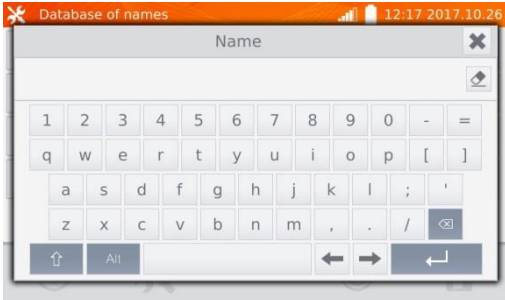 Database of names 12:17 2017.10.26
Name
1 2 3 4 5 6 7 8 9 0 - =
q w e r t y u i o p [ ]
a s d f g h j k l ; '
z x c v b n m , . /
Alt